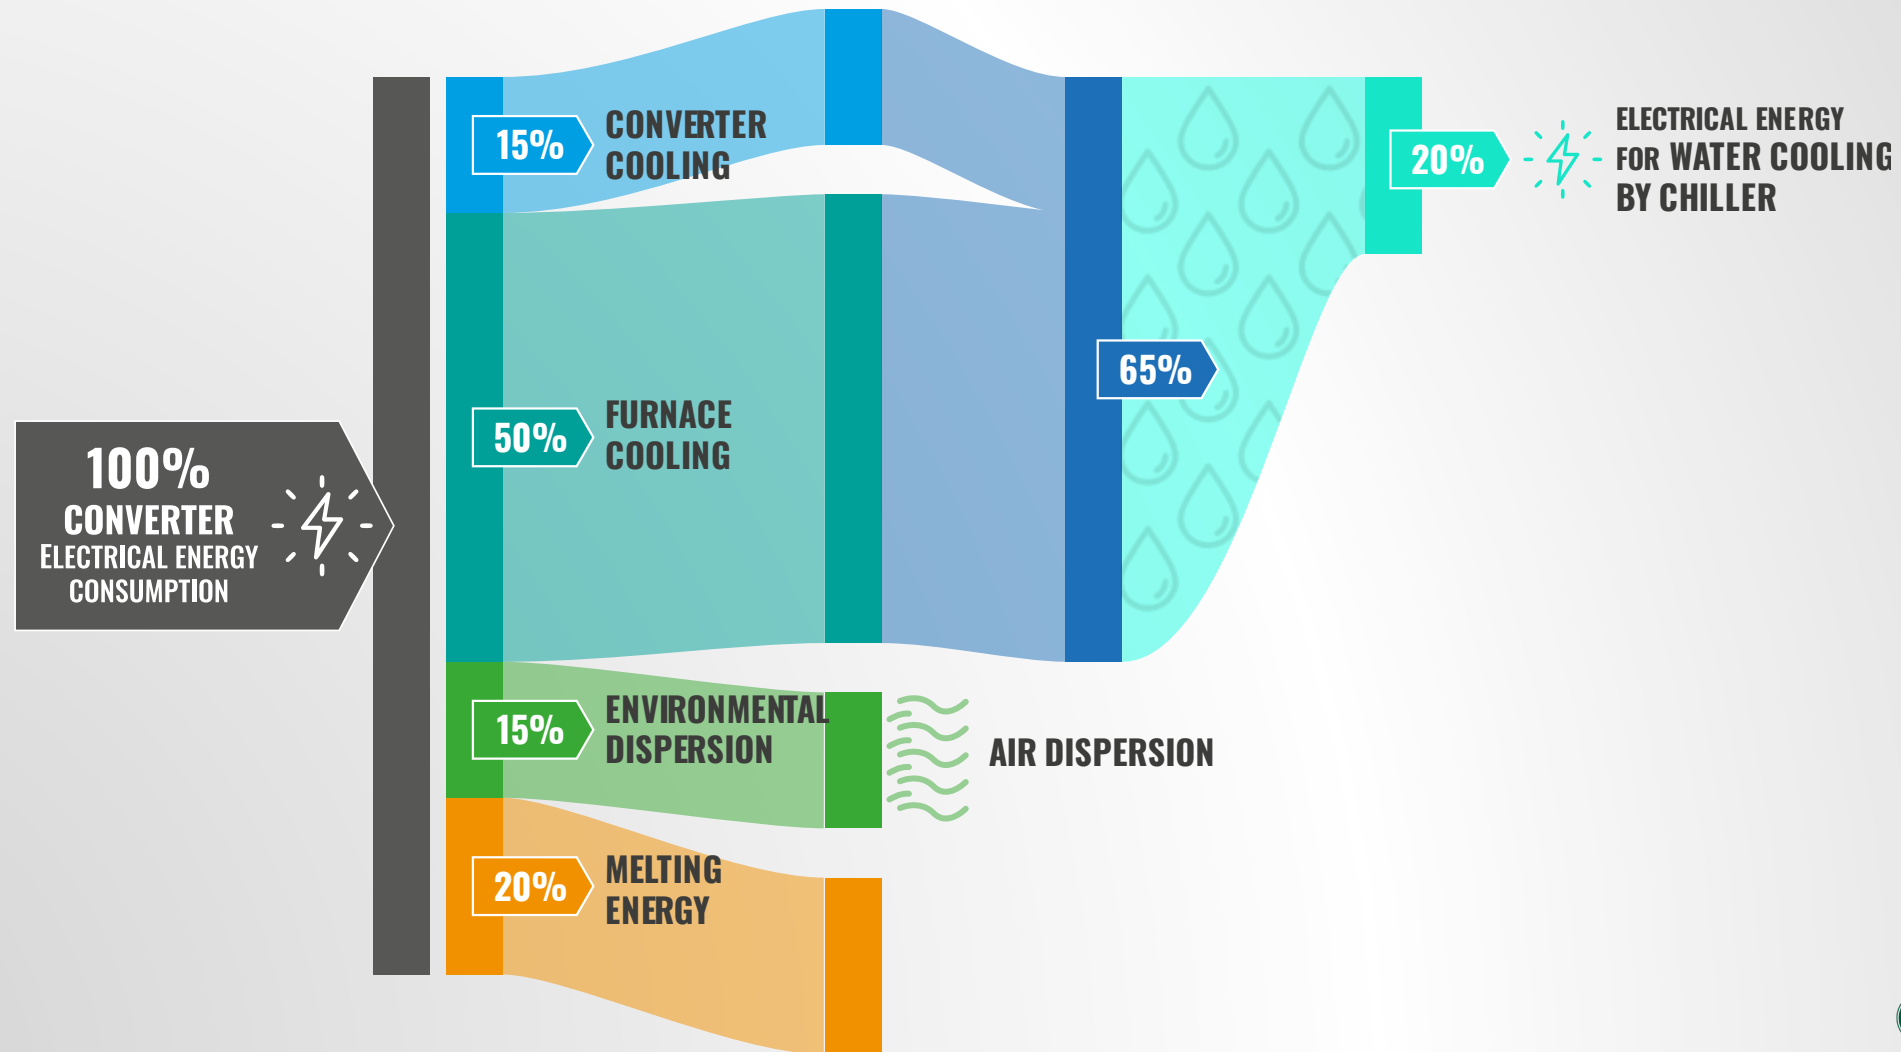 100%
CONVERTER
ELECTRICAL ENERGY
CONSUMPTION
15%
CONVERTER
COOLING
50%
FURNACE
COOLING
15%
ENVIRONMENTAL
DISPERSION
20%
MELTING
ENERGY
65%
AIR DISPERSION
20%
ELECTRICAL ENERGY
FOR WATER COOLING
BY CHILLER